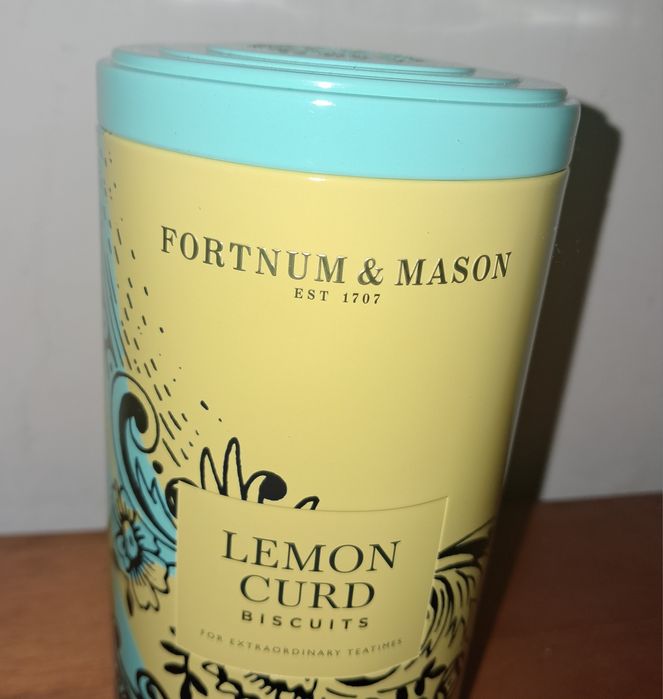 FORTNUM & MASON
EST 1707
LEMON
CURD
BISCUITS
FOR EXTRAORDINARY TEATIMES